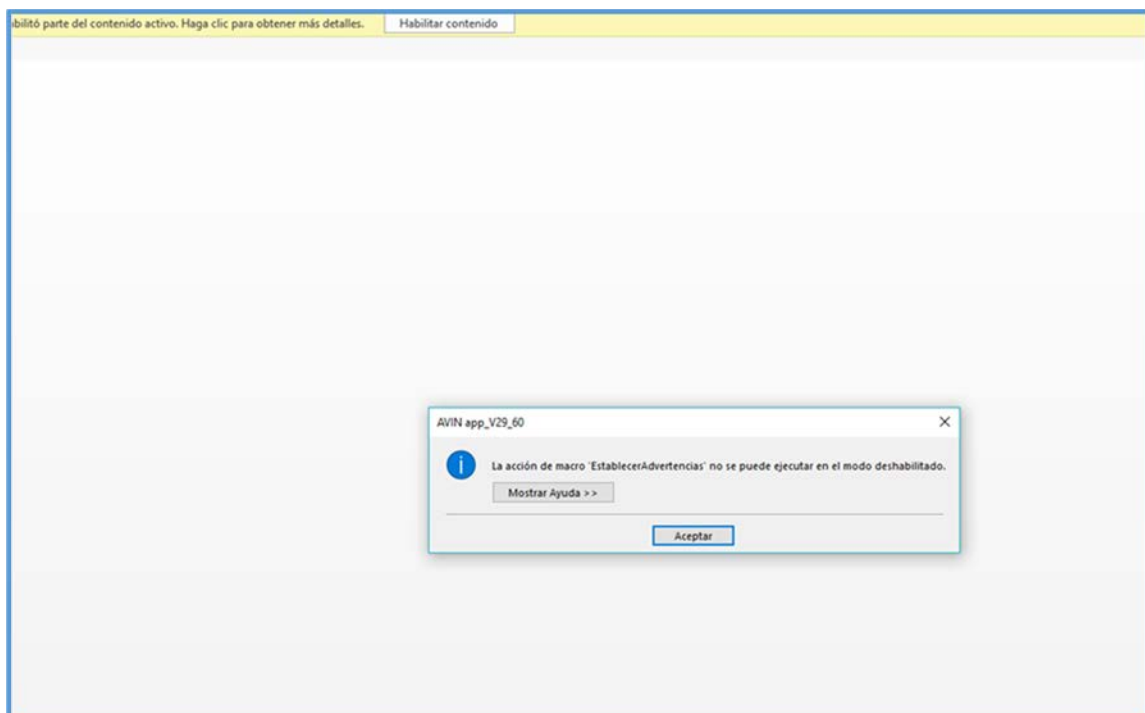 parte del contenido activo. Haga clic para obtener más detalles. Habilitar contenido
AVIN app_V29_60
La acción de macro 'EstablecerAdvertencias' no se puede ejecutar en el modo deshabilitado.
Mostrar Ayuda >>
Aceptar